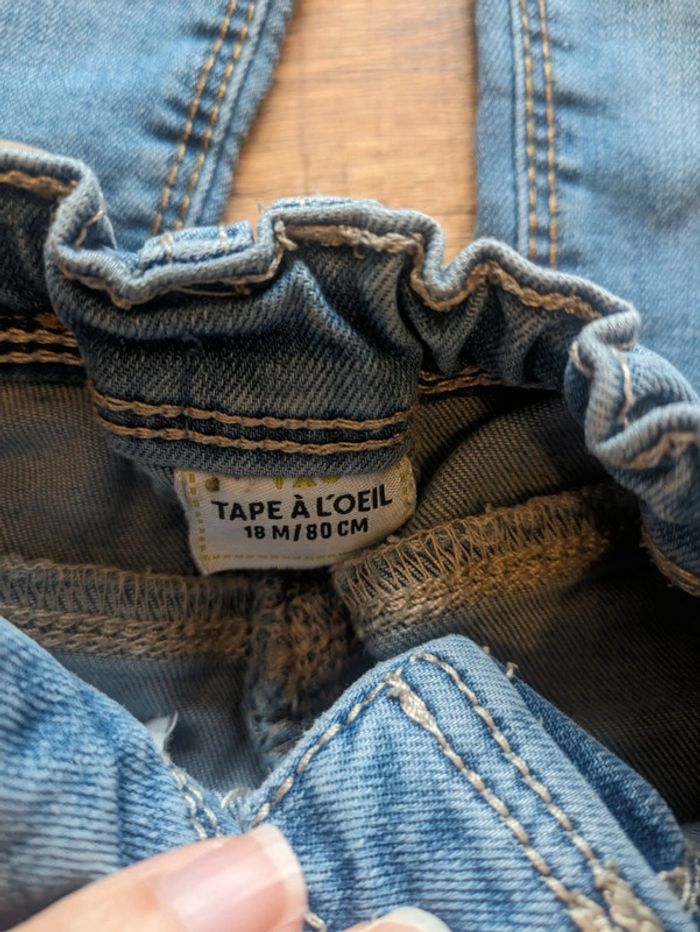 TAPE À L'OEIL
18 M/80 CM